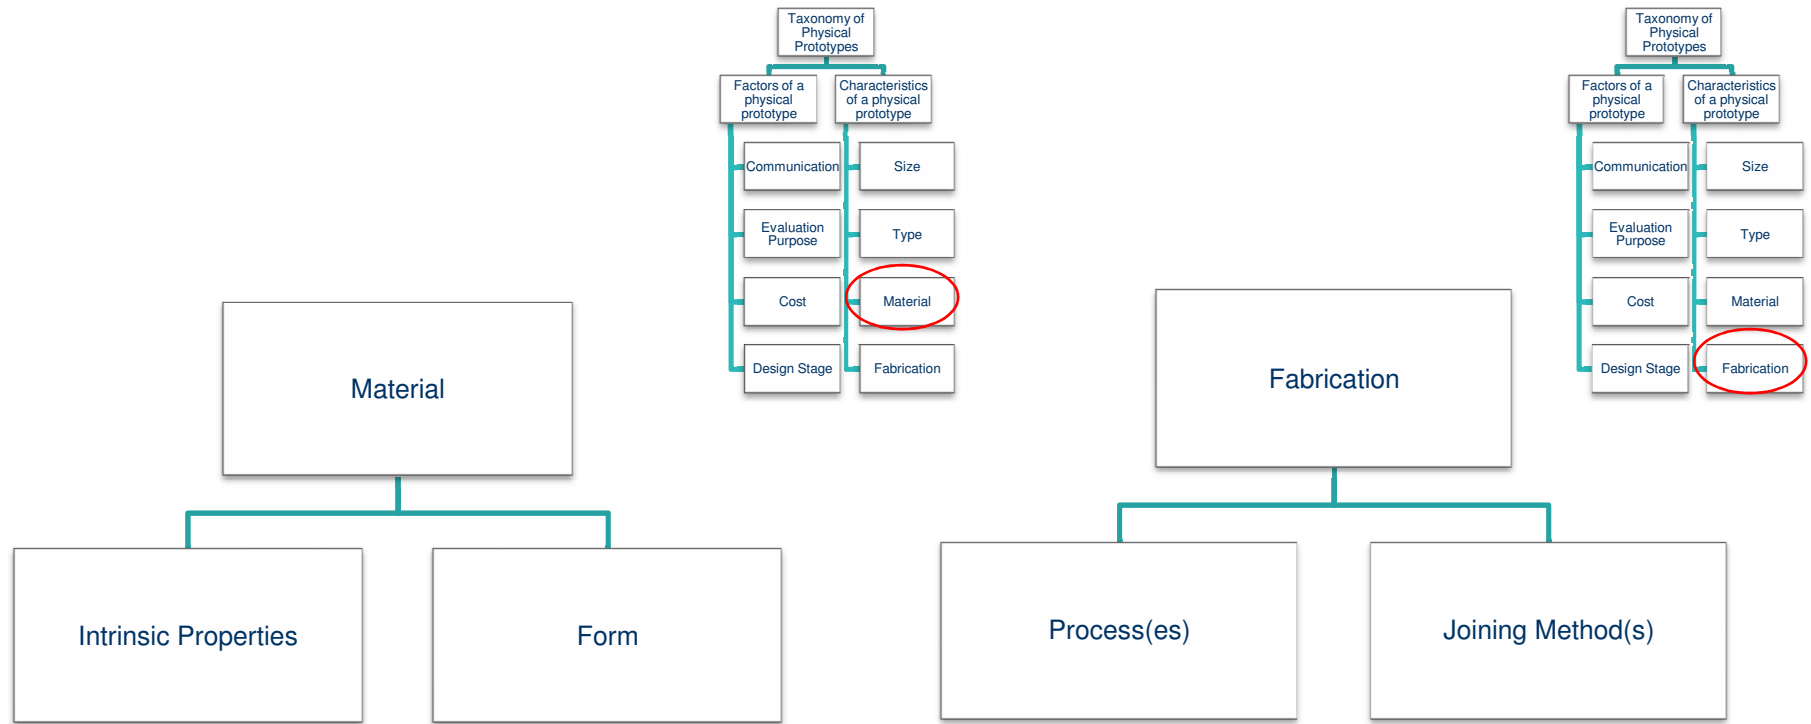 Taxonomy of
Physical
Prototypes
Factors of a
physical
prototype
Characteristics
of a physical
prototype
Communication
Size
Evaluation
Purpose
Type
Cost
Material
Design Stage
Fabrication
Material
Intrinsic Properties
Form
Taxonomy of
Physical
Prototypes
Factors of a
physical
prototype
Characteristics
of a physical
prototype
Communication
Size
Evaluation
Purpose
Type
Cost
Material
Design Stage
Fabrication
Fabrication
Process(es)
Joining Method(s)